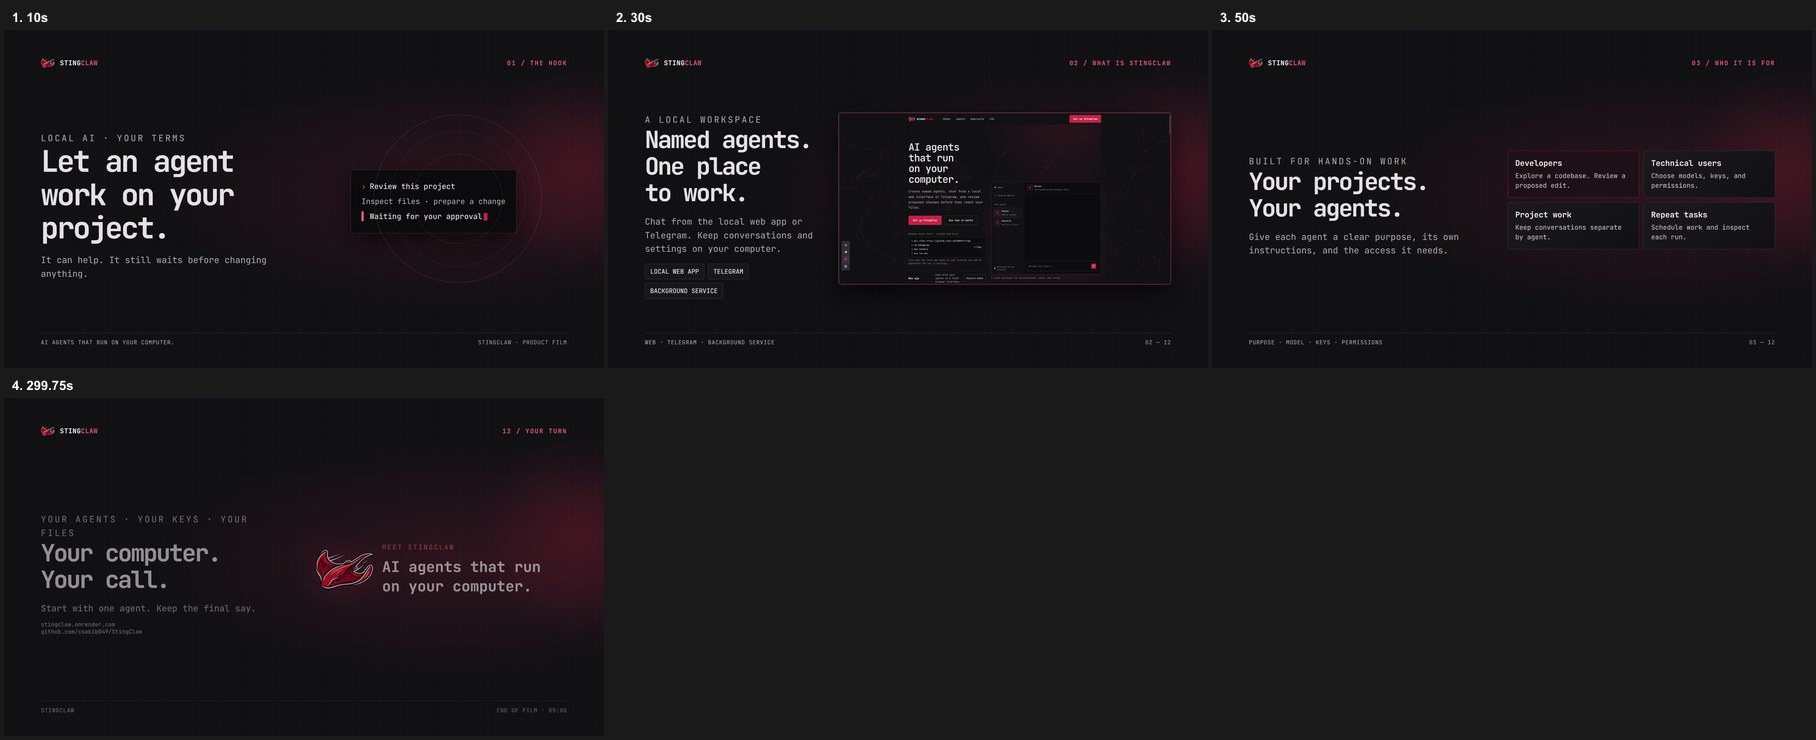 1. 10s
STINGCLAW
01 / THE HOOK
LOCAL AI · YOUR TERMS
Let an agent
work on your
project.
It can help. It still waits before changing
anything.
› Review this project
Inspect files · prepare a change
Waiting for your approval
AI AGENTS THAT RUN ON YOUR COMPUTER.
STINGCLAW · PRODUCT FILM
2. 30s
STINGCLAW
02 / WHAT IS STINGCLAW
A LOCAL WORKSPACE
Named agents.
One place
to work.
Chat from the local web app or
Telegram. Keep conversations and
settings on your computer.
LOCAL WEB APP
TELEGRAM
BACKGROUND SERVICE
AI agents
that run
on your
computer.
WEB · TELEGRAM · BACKGROUND SERVICE
02 — 12
3. 50s
STINGCLAW
03 / WHO IT IS FOR
BUILT FOR HANDS-ON WORK
Your projects.
Your agents.
Give each agent a clear purpose, its own
instructions, and the access it needs.
Developers
Explore a codebase. Review a
proposed edit.
Technical users
Choose models, keys, and
permissions.
Project work
Keep conversations separate
by agent.
Repeat tasks
Schedule work and inspect
each run.
PURPOSE · MODEL · KEYS · PERMISSIONS
03 — 12
4. 299.75s
STINGCLAW
12 / YOUR TURN
YOUR AGENTS · YOUR KEYS · YOUR
FILES
Your computer.
Your call.
Start with one agent. Keep the final say.
stingclaw.onrender.com
MEET STINGCLAW
AI agents that run
on your computer.
STINGCLAW
END OF FILM · 05:00